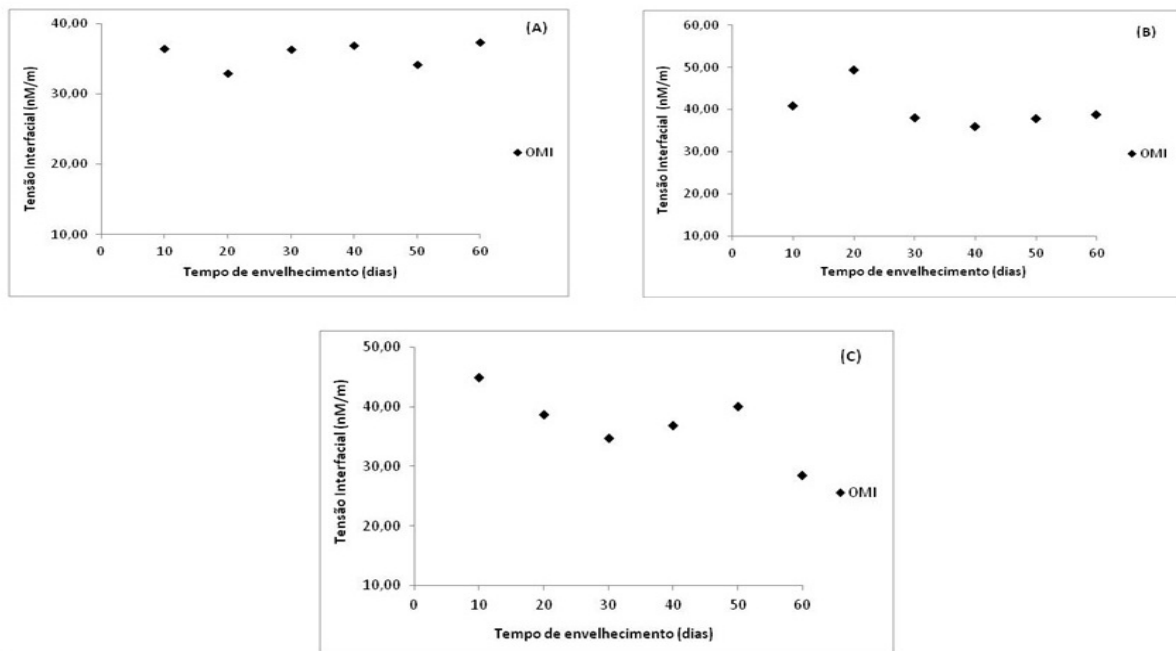 (A)
Tensão Interfacial (nM/m)
40,00
30,00
20,00
10,00
0 10 20 30 40 50 60
Tempo de envelhecimento (dias)
OMI
(B)
Tensão Interfacial (nM/m)
60,00
50,00
40,00
30,00
20,00
10,00
0 10 20 30 40 50 60
Tempo de envelhecimento (dias)
OMI
(C)
Tensão Interfacial (nM/m)
50,00
40,00
30,00
20,00
10,00
0 10 20 30 40 50 60
Tempo de envelhecimento (dias)
OMI